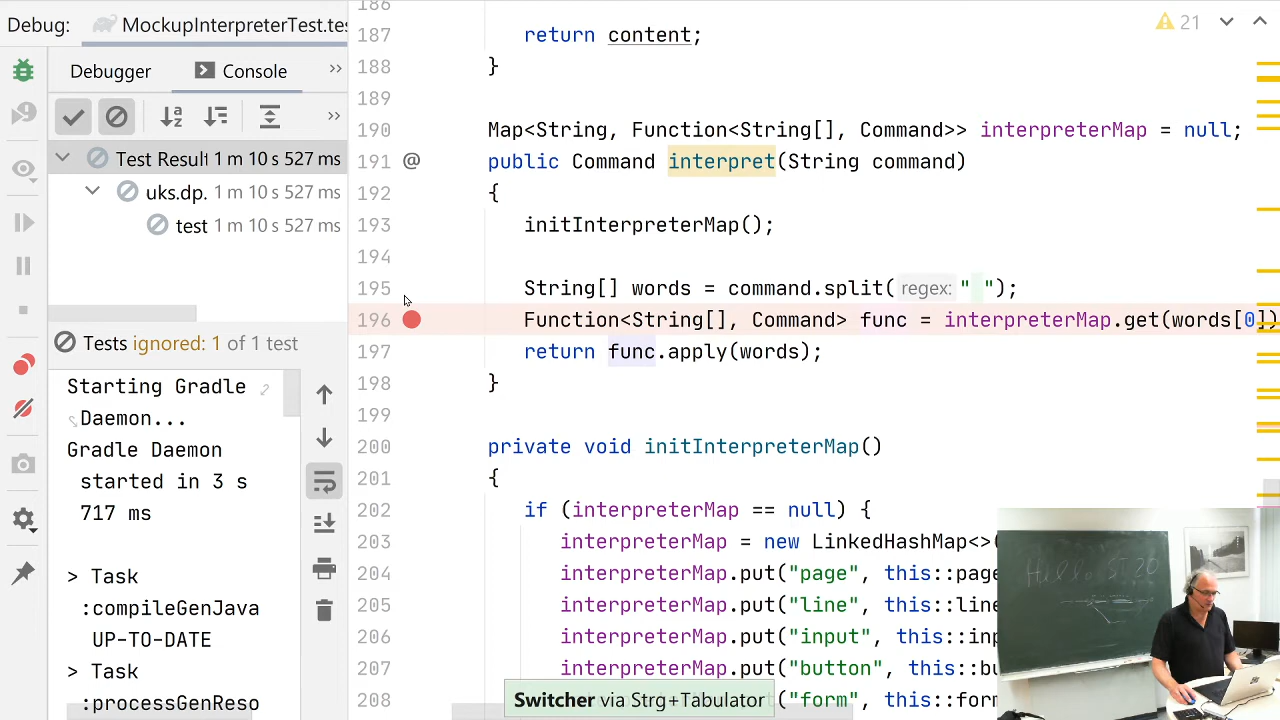 Debug: MockupInterpreterTest.te
Debugger Console >>
>>
Test Resul 1 m 10 s 527 ms
uks.dp. 1 m 10 s 527 ms
test 1 m 10 s 527 ms
Tests ignored: 1 of 1 test
Starting Gradle
Daemon...
Gradle Daemon
started in 3 s
717 ms
> Task
:compileGenJava
UP-TO-DATE
> Task
:processGenReso
186
187 return content;
188 }
189
190 Map<String, Function<String[], Command>> interpreterMap = null;
191 @ public Command interpret(String command)
192 {
193 initInterpreterMap();
194
195 String[] words = command.split( regex: " ");
196 Function<String[], Command> func = interpreterMap.get(words[0])
197 return func.apply(words);
198 }
199
200 private void initInterpreterMap()
201 {
202 if (interpreterMap == null) {
203 interpreterMap = new LinkedHashMap<>(
204 interpreterMap.put("page", this::page
205 interpreterMap.put("line", this::line
206 interpreterMap.put("input", this::inp
207 interpreterMap.put("button", this::bu
208 ("form", this::form
21
Switcher via Strg+Tabulator
Hello ST20